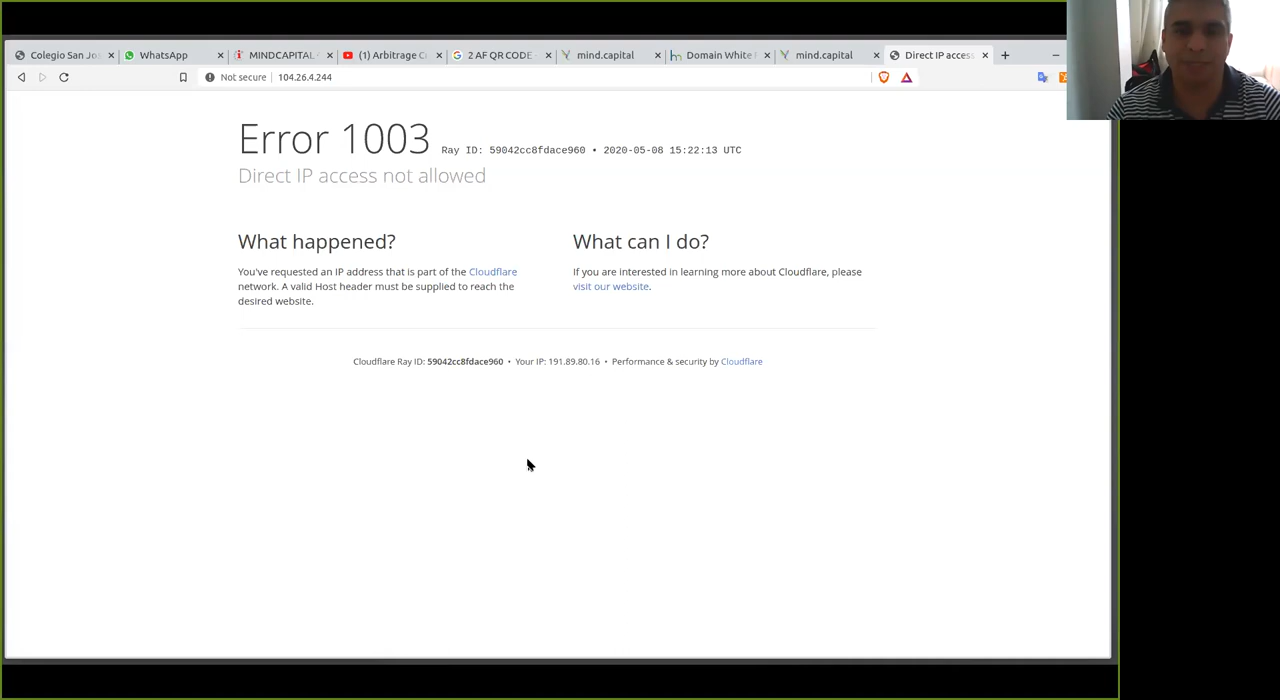 Colegio San Jo
WhatsApp
MINDCAPITAL
(1) Arbitrage C
2 AF QR CODE
mind.capital
Domain White
mind.capital
Direct IP access
Not secure
104.26.4.244
Error 1003
Ray ID: 59042cc8fdace960 • 2020-05-08 15:22:13 UTC
Direct IP access not allowed
What happened?
You've requested an IP address that is part of the Cloudflare
network. A valid Host header must be supplied to reach the
desired website.
What can I do?
If you are interested in learning more about Cloudflare, please
visit our website.
Cloudflare Ray ID: 59042cc8fdace960 • Your IP: 191.89.80.16 • Performance & security by Cloudflare